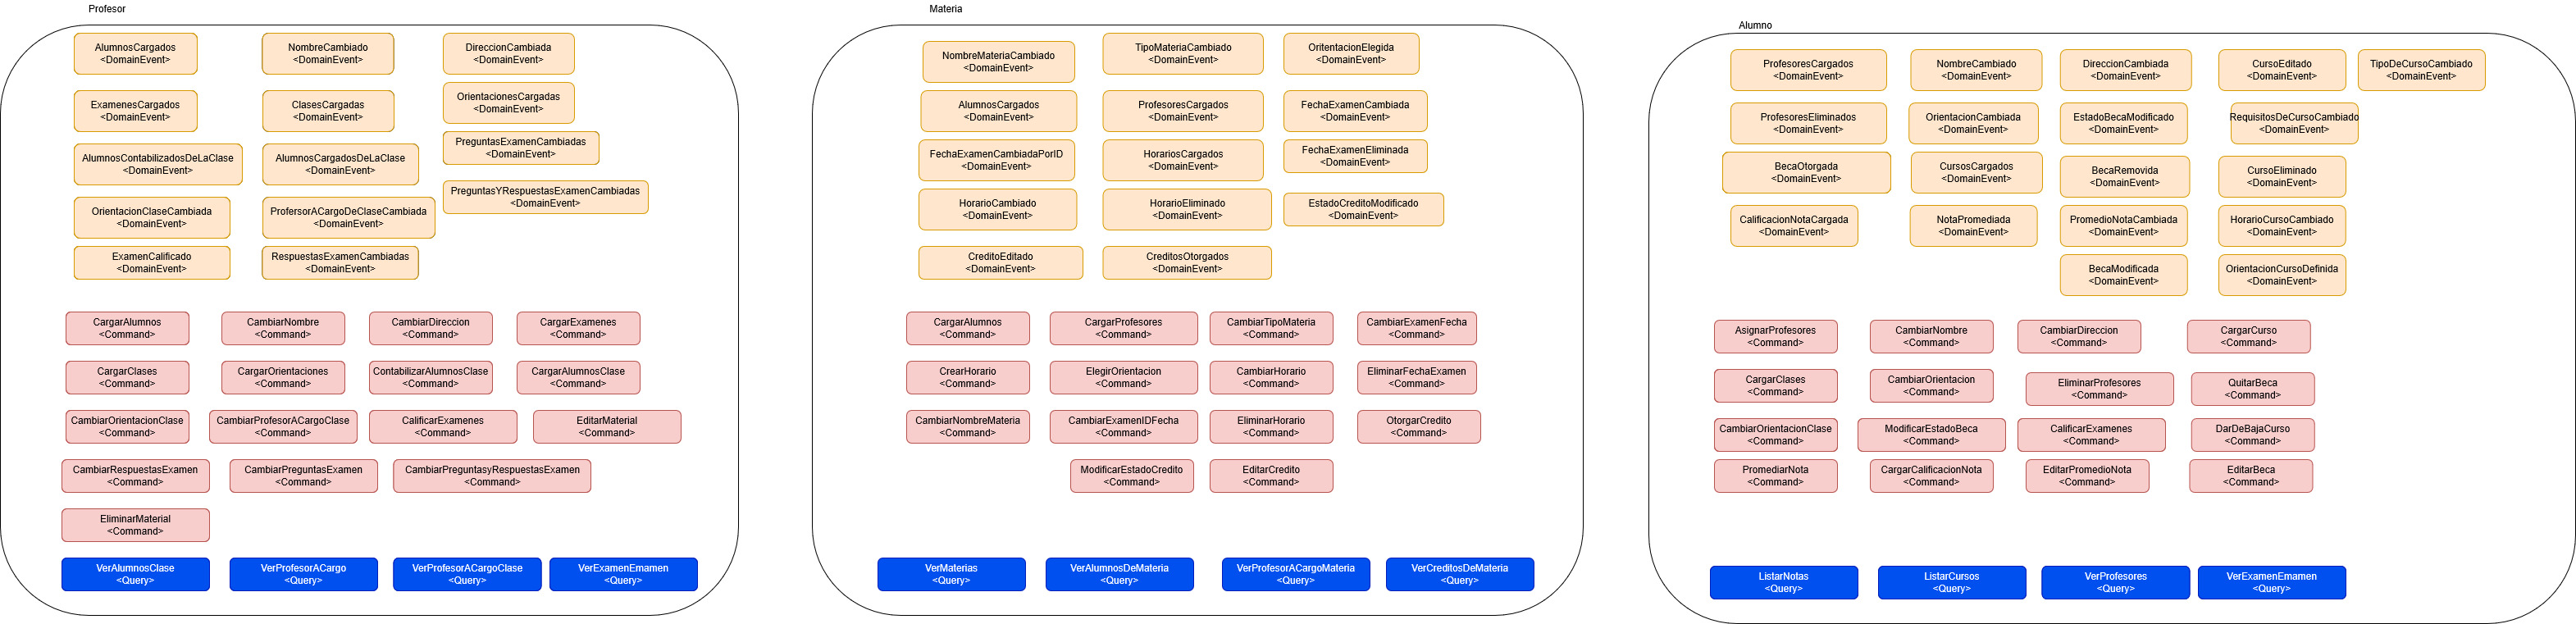 Profesor
AlumnosCargados
<DomainEvent>
NombreCambiado
<DomainEvent>
DireccionCambiada
<DomainEvent>
ExamenesCargados
<DomainEvent>
ClasesCargadas
<DomainEvent>
OrientacionesCargadas
<DomainEvent>
PreguntasExamenCambiadas
<DomainEvent>
AlumnosContabilizadosDeLaClase
<DomainEvent>
AlumnosCargadosDeLaClase
<DomainEvent>
PreguntasYRespuestasExamenCambiadas
<DomainEvent>
OrientacionClaseCambiada
<DomainEvent>
ProfersorACargoDeClaseCambiada
<DomainEvent>
ExamenCalificado
<DomainEvent>
RespuestasExamenCambiadas
<DomainEvent>
CargarAlumnos
<Command>
CambiarNombre
<Command>
CambiarDireccion
<Command>
CargarExamenes
<Command>
CargarClases
<Command>
CargarOrientaciones
<Command>
ContabilizarAlumnosClase
<Command>
CargarAlumnosClase
<Command>
CambiarOrientacionClase
<Command>
CambiarProfesorACargoClase
<Command>
CalificarExamenes
<Command>
EditarMaterial
<Command>
CambiarRespuestasExamen
<Command>
CambiarPreguntasExamen
<Command>
CambiarPreguntasyRespuestasExamen
<Command>
EliminarMaterial
<Command>
VerAlumnosClase
<Query>
VerProfesorACargo
<Query>
VerProfesorACargoClase
<Query>
VerExamenEmamen
<Query>
Materia
NombreMateriaCambiado
<DomainEvent>
TipoMateriaCambiado
<DomainEvent>
OritentacionElegida
<DomainEvent>
AlumnosCargados
<DomainEvent>
ProfesoresCargados
<DomainEvent>
FechaExamenCambiada
<DomainEvent>
FechaExamenCambiadaPorID
<DomainEvent>
HorariosCargados
<DomainEvent>
FechaExamenEliminada
<DomainEvent>
HorarioCambiado
<DomainEvent>
HorarioEliminado
<DomainEvent>
EstadoCreditoModificado
<DomainEvent>
CreditoEditado
<DomainEvent>
CreditosOtorgados
<DomainEvent>
CargarAlumnos
<Command>
CargarProfesores
<Command>
CambiarTipoMateria
<Command>
CambiarExamenFecha
<Command>
CrearHorario
<Command>
ElegirOrientacion
<Command>
CambiarHorario
<Command>
EliminarFechaExamen
<Command>
CambiarNombreMateria
<Command>
CambiarExamenIDFecha
<Command>
EliminarHorario
<Command>
OtorgarCredito
<Command>
ModificarEstadoCredito
<Command>
EditarCredito
<Command>
VerMaterias
<Query>
VerAlumnosDeMateria
<Query>
VerProfesorACargoMateria
<Query>
VerCreditosDeMateria
<Query>
Alumno
ProfesoresCargados
<DomainEvent>
NombreCambiado
<DomainEvent>
DireccionCambiada
<DomainEvent>
CursoEditado
<DomainEvent>
TipoDeCursoCambiado
<DomainEvent>
ProfesoresEliminados
<DomainEvent>
OrientacionCambiada
<DomainEvent>
EstadoBecaModificado
<DomainEvent>
RequisitosDeCursoCambiado
<DomainEvent>
BecaOtorgada
<DomainEvent>
CursosCargados
<DomainEvent>
BecaRemovida
<DomainEvent>
CursoEliminado
<DomainEvent>
CalificacionNotaCargada
<DomainEvent>
NotaPromediada
<DomainEvent>
PromedioNotaCambiada
<DomainEvent>
HorarioCursoCambiado
<DomainEvent>
BecaModificada
<DomainEvent>
OrientacionCursoDefinida
<DomainEvent>
AsignarProfesores
<Command>
CambiarNombre
<Command>
CambiarDireccion
<Command>
CargarCurso
<Command>
CargarClases
<Command>
CambiarOrientacion
<Command>
EliminarProfesores
<Command>
QuitarBeca
<Command>
CambiarOrientacionClase
<Command>
ModificarEstadoBeca
<Command>
CalificarExamenes
<Command>
DarDeBajaCurso
<Command>
PromediarNota
<Command>
CargarCalificacionNota
<Command>
EditarPromedioNota
<Command>
EditarBeca
<Command>
ListarNotas
<Query>
ListarCursos
<Query>
VerProfesores
<Query>
VerExamenEmamen
<Query>